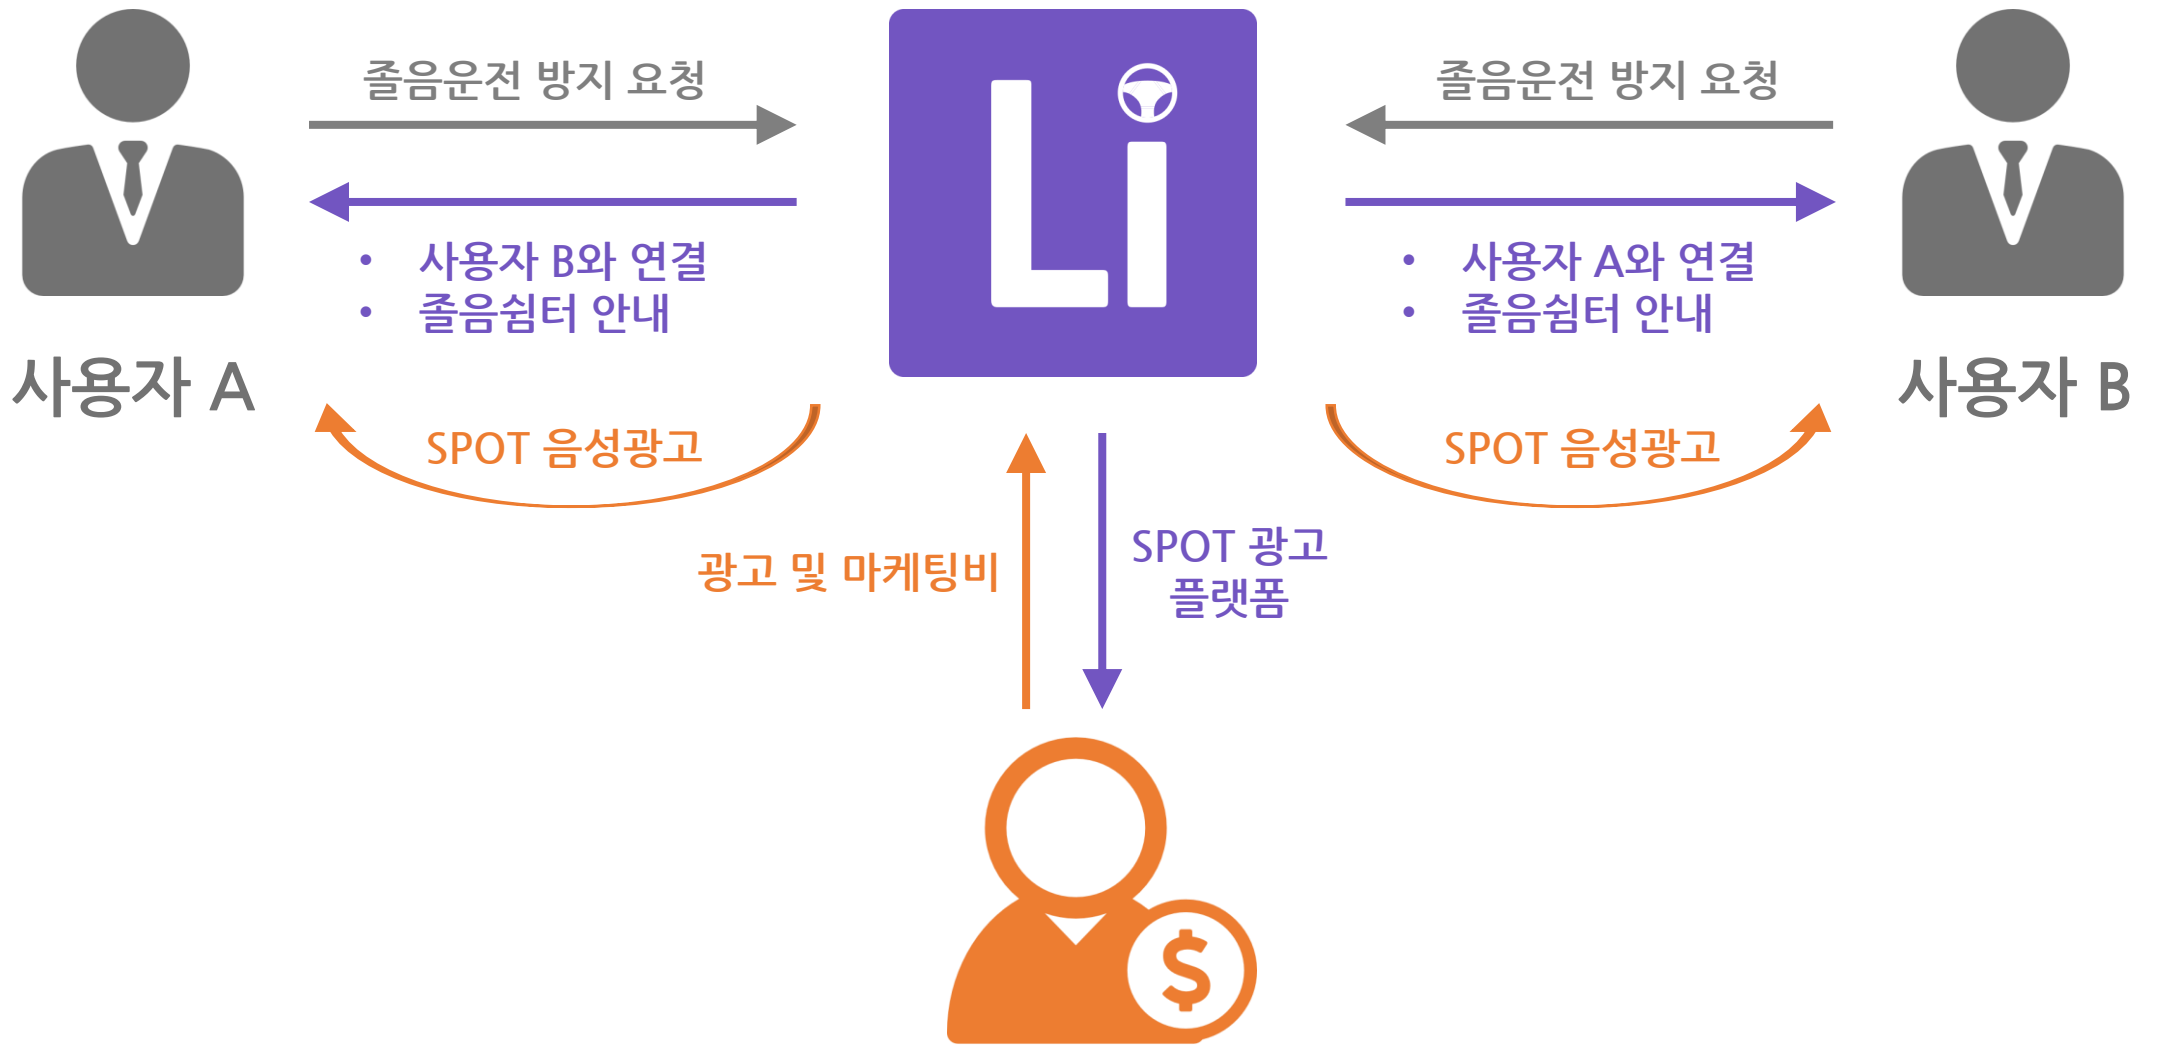 졸음운전 방지 요청
졸음운전 방지 요청
Li
• 사용자 B와 연결
• 졸음쉼터 안내
• 사용자 A와 연결
• 졸음쉼터 안내
사용자 A
사용자 B
SPOT 음성광고
SPOT 음성광고
광고 및 마케팅비
SPOT 광고
플랫폼
$